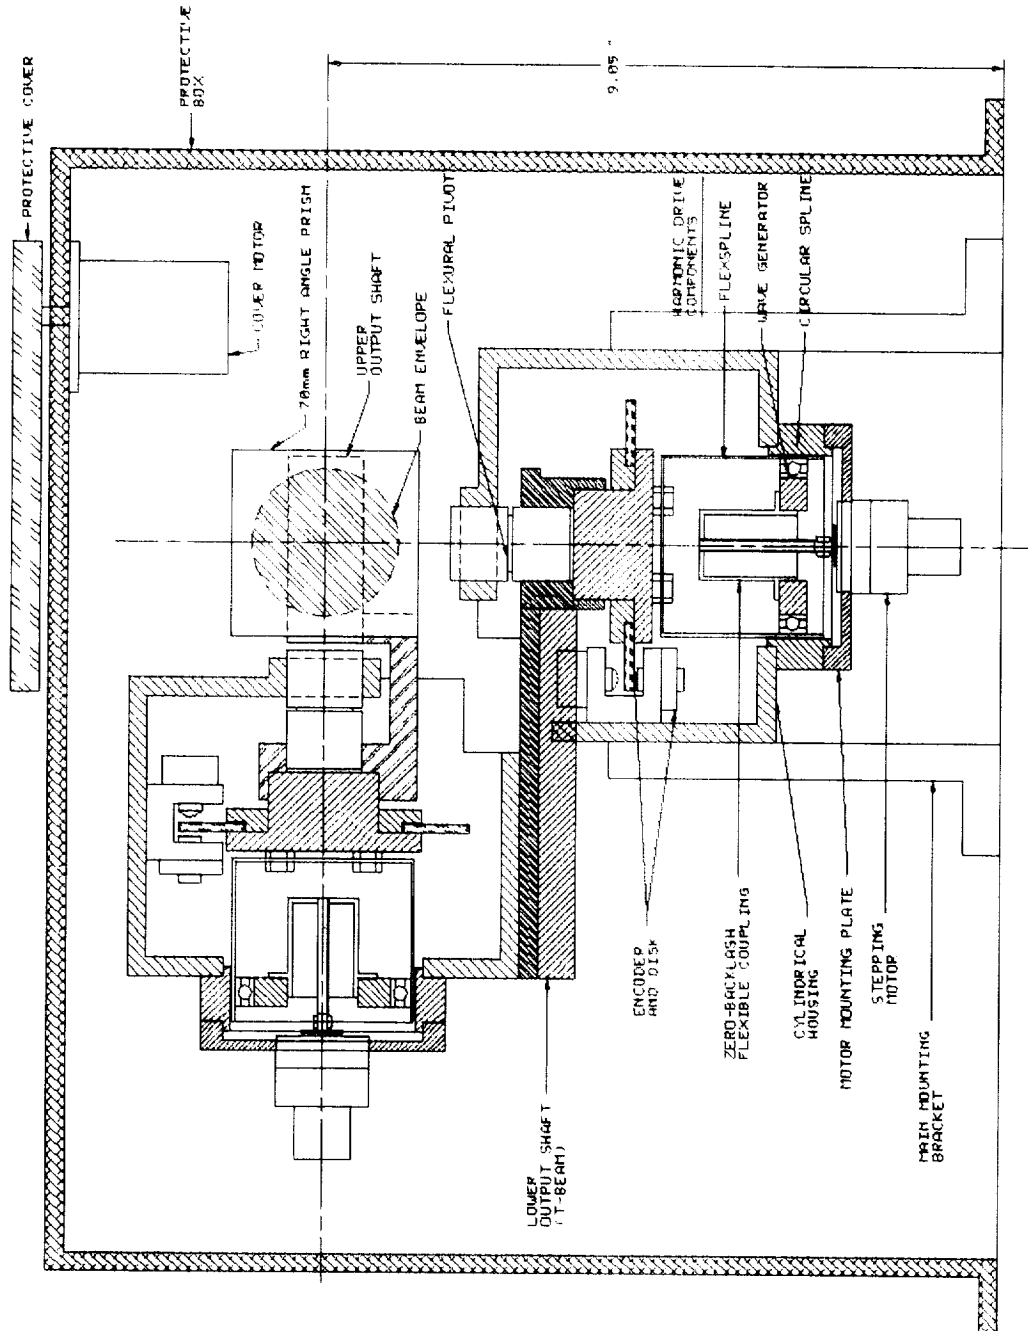 PROTECTIVE COVER
PROTECTIVE
BOX
9.05 "
COVER MOTOR
70mm RIGHT ANGLE PRISM
UPPER
OUTPUT SHAFT
BEAM ENVELOPE
FLEXURAL PIVOT
HARMONIC DRIVE
COMPONENTS
FLEXSPLINE
WAVE GENERATOR
CIRCULAR SPLINE
LOWER
OUTPUT SHAFT
(T-BEAM)
ENCODER
AND DISK
ZERO-BACKLASH
FLEXIBLE COUPLING
CYLINDRICAL
HOUSING
MOTOR MOUNTING PLATE
STEPPING
MOTOR
MAIN MOUNTING
BRACKET